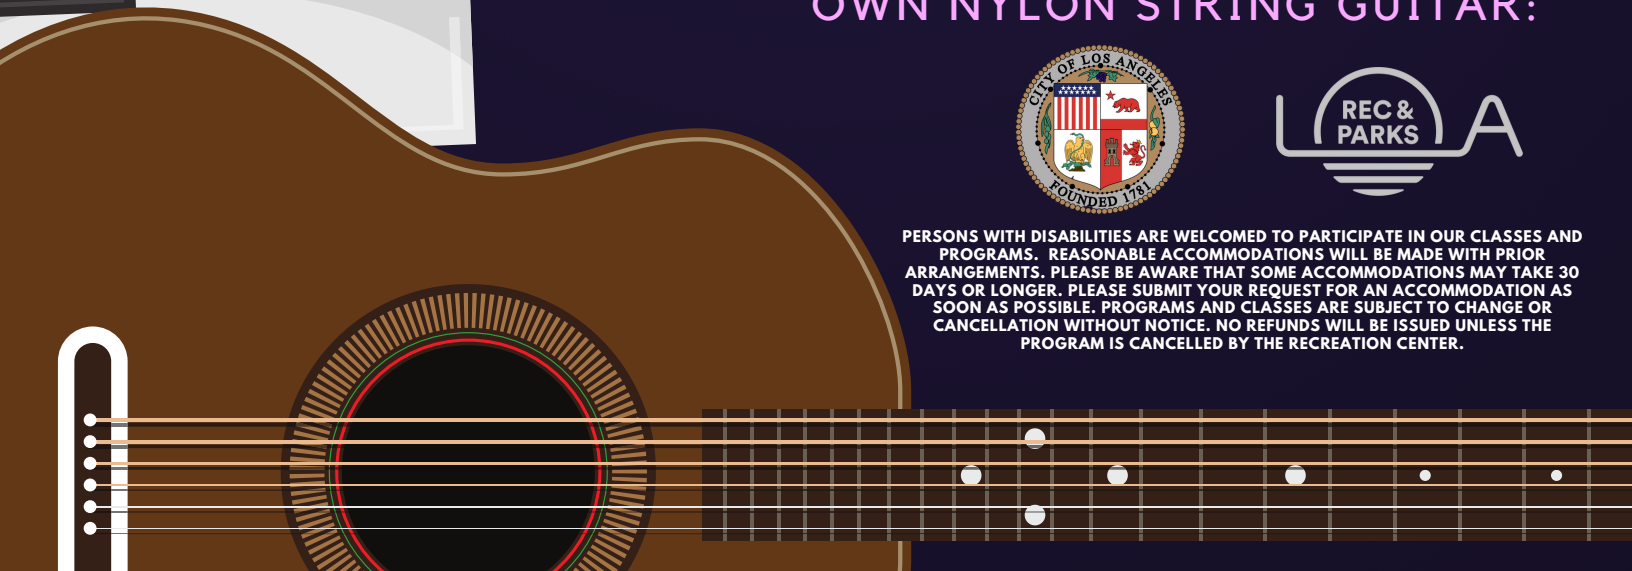 OWN NYLON STRING GUITAR:
CITY OF LOS ANGELES
FOUNDED 1781
REC &
PARKS
L A
PERSONS WITH DISABILITIES ARE WELCOMED TO PARTICIPATE IN OUR CLASSES AND
PROGRAMS.  REASONABLE ACCOMMODATIONS WILL BE MADE WITH PRIOR
ARRANGEMENTS. PLEASE BE AWARE THAT SOME ACCOMMODATIONS MAY TAKE 30
DAYS OR LONGER. PLEASE SUBMIT YOUR REQUEST FOR AN ACCOMMODATION AS
SOON AS POSSIBLE. PROGRAMS AND CLASSES ARE SUBJECT TO CHANGE OR
CANCELLATION WITHOUT NOTICE. NO REFUNDS WILL BE ISSUED UNLESS THE
PROGRAM IS CANCELLED BY THE RECREATION CENTER.